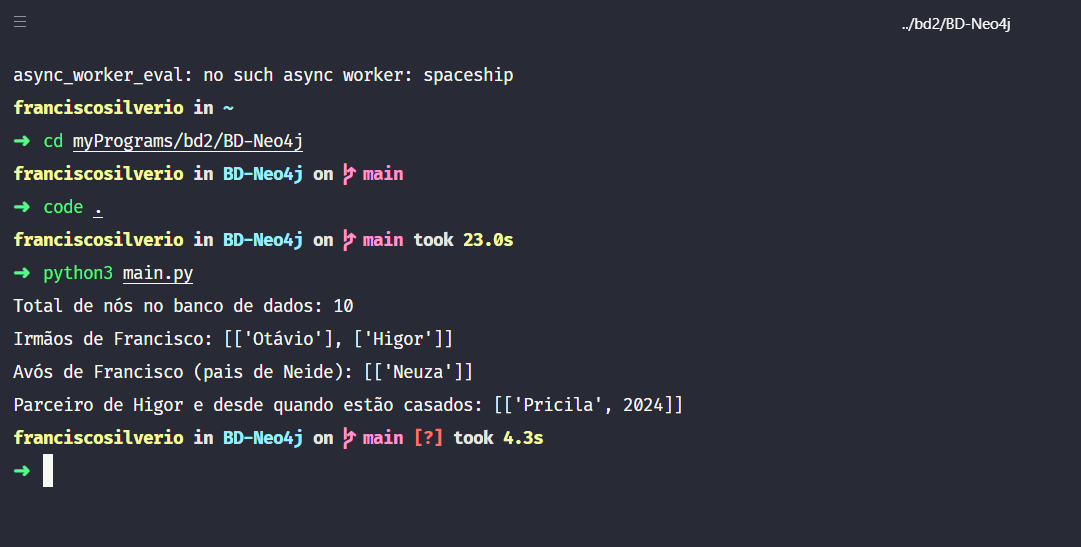 ../bd2/BD-Neo4j
async_worker_eval: no such async worker: spaceship
franciscosilverio in ~
➜ cd myPrograms/bd2/BD-Neo4j
franciscosilverio in BD-Neo4j on main
➜ code .
franciscosilverio in BD-Neo4j on main took 23.0s
➜ python3 main.py
Total de nós no banco de dados: 10
Irmãos de Francisco: [['Otávio'], ['Higor']]
Avós de Francisco (pais de Neide): [['Neuza']]
Parceiro de Higor e desde quando estão casados: [['Pricila', 2024]]
franciscosilverio in BD-Neo4j on main [?] took 4.3s
➜